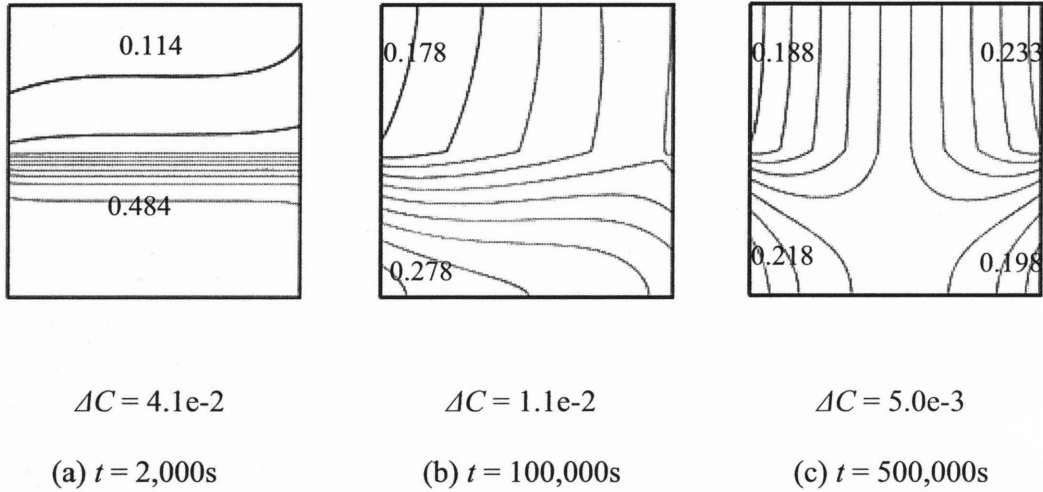 0.114
0.484
0.178
0.278
0.188
0.233
0.218
0.198
ΔC = 4.1e-2
ΔC = 1.1e-2
ΔC = 5.0e-3
(a) t = 2,000s
(b) t = 100,000s
(c) t = 500,000s